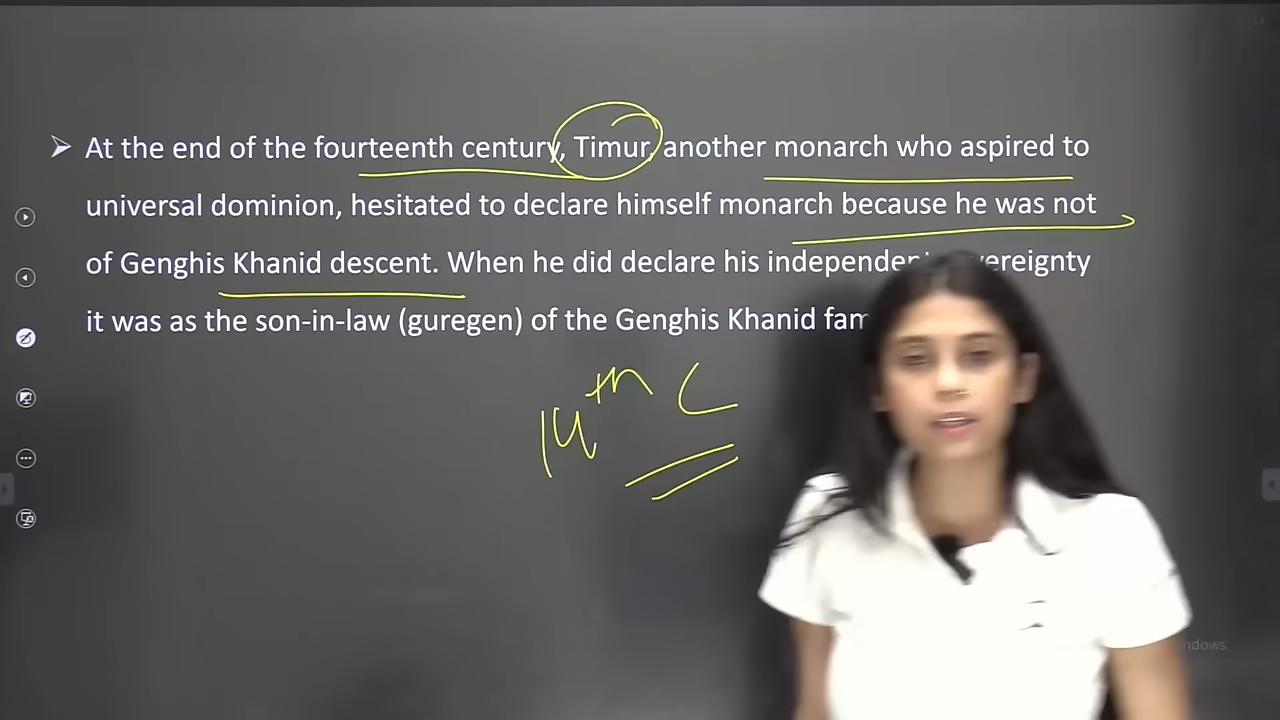 ➢ At the end of the fourteenth century, Timur, another monarch who aspired to
universal dominion, hesitated to declare himself monarch because he was not
of Genghis Khanid descent. When he did declare his
it was as the son-in-law (guregen) of the Genghis Khanid
14th C